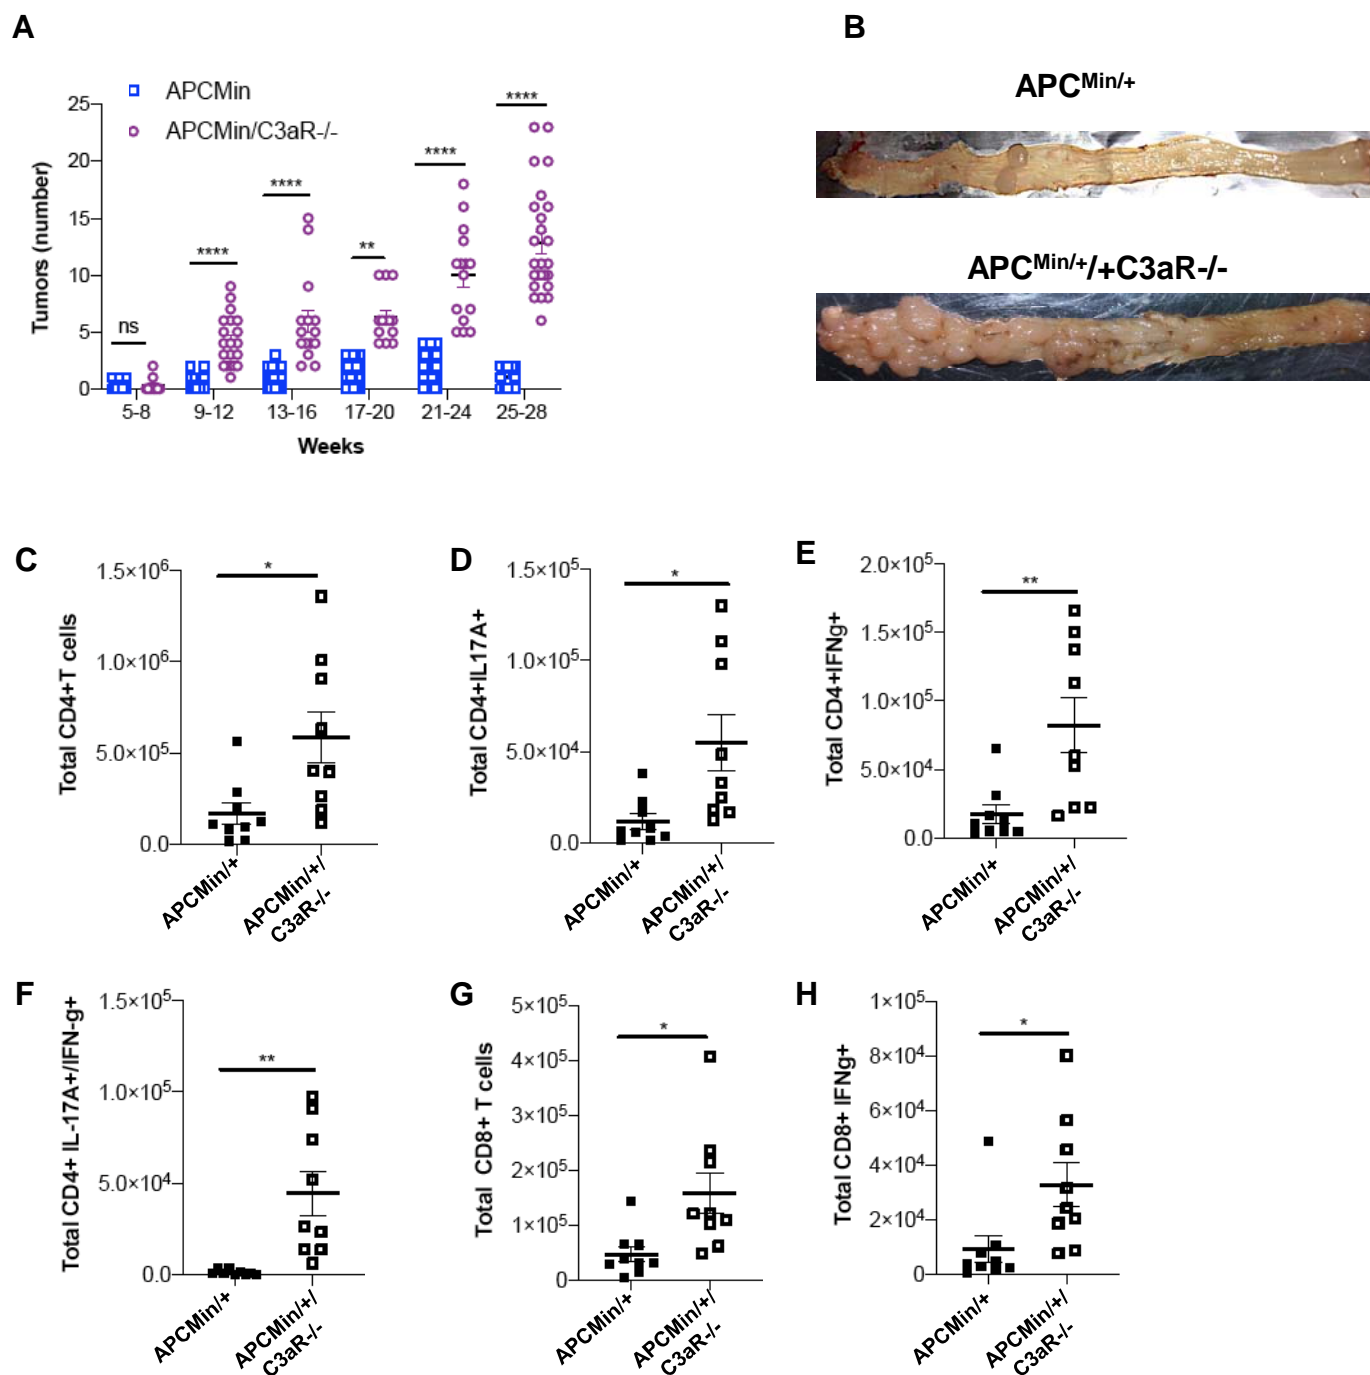 A
APCMin
APCMin/C3aR-/-
Tumors (number)
25
20
15
10
5
0
ns
****
****
**
****
****
5-8
9-12
13-16
17-20
21-24
25-28
Weeks
B
APCMin/+
APCMin/+/+C3aR-/-
C
Total CD4+T cells
1.5×10⁶
1.0×10⁶
5.0×10⁵
0.0
*
APCMin/+
APCMin/+/
C3aR-/-
D
Total CD4+IL17A+
1.5×10⁵
1.0×10⁵
5.0×10⁴
0.0
*
APCMin/+
APCMin/+/
C3aR-/-
E
Total CD4+IFNg+
2.0×10⁵
1.5×10⁵
1.0×10⁵
5.0×10⁴
0.0
**
APCMin/+
APCMin/+/
C3aR-/-
F
Total CD4+ IL-17A+/IFN-g+
1.5×10⁵
1.0×10⁵
5.0×10⁴
0.0
**
APCMin/+
APCMin/+/
C3aR-/-
G
Total CD8+ T cells
5×10⁵
4×10⁵
3×10⁵
2×10⁵
1×10⁵
0
*
APCMin/+
APCMin/+/
C3aR-/-
H
Total CD8+ IFNg+
1×10⁵
8×10⁴
6×10⁴
4×10⁴
2×10⁴
0
*
APCMin/+
APCMin/+/
C3aR-/-